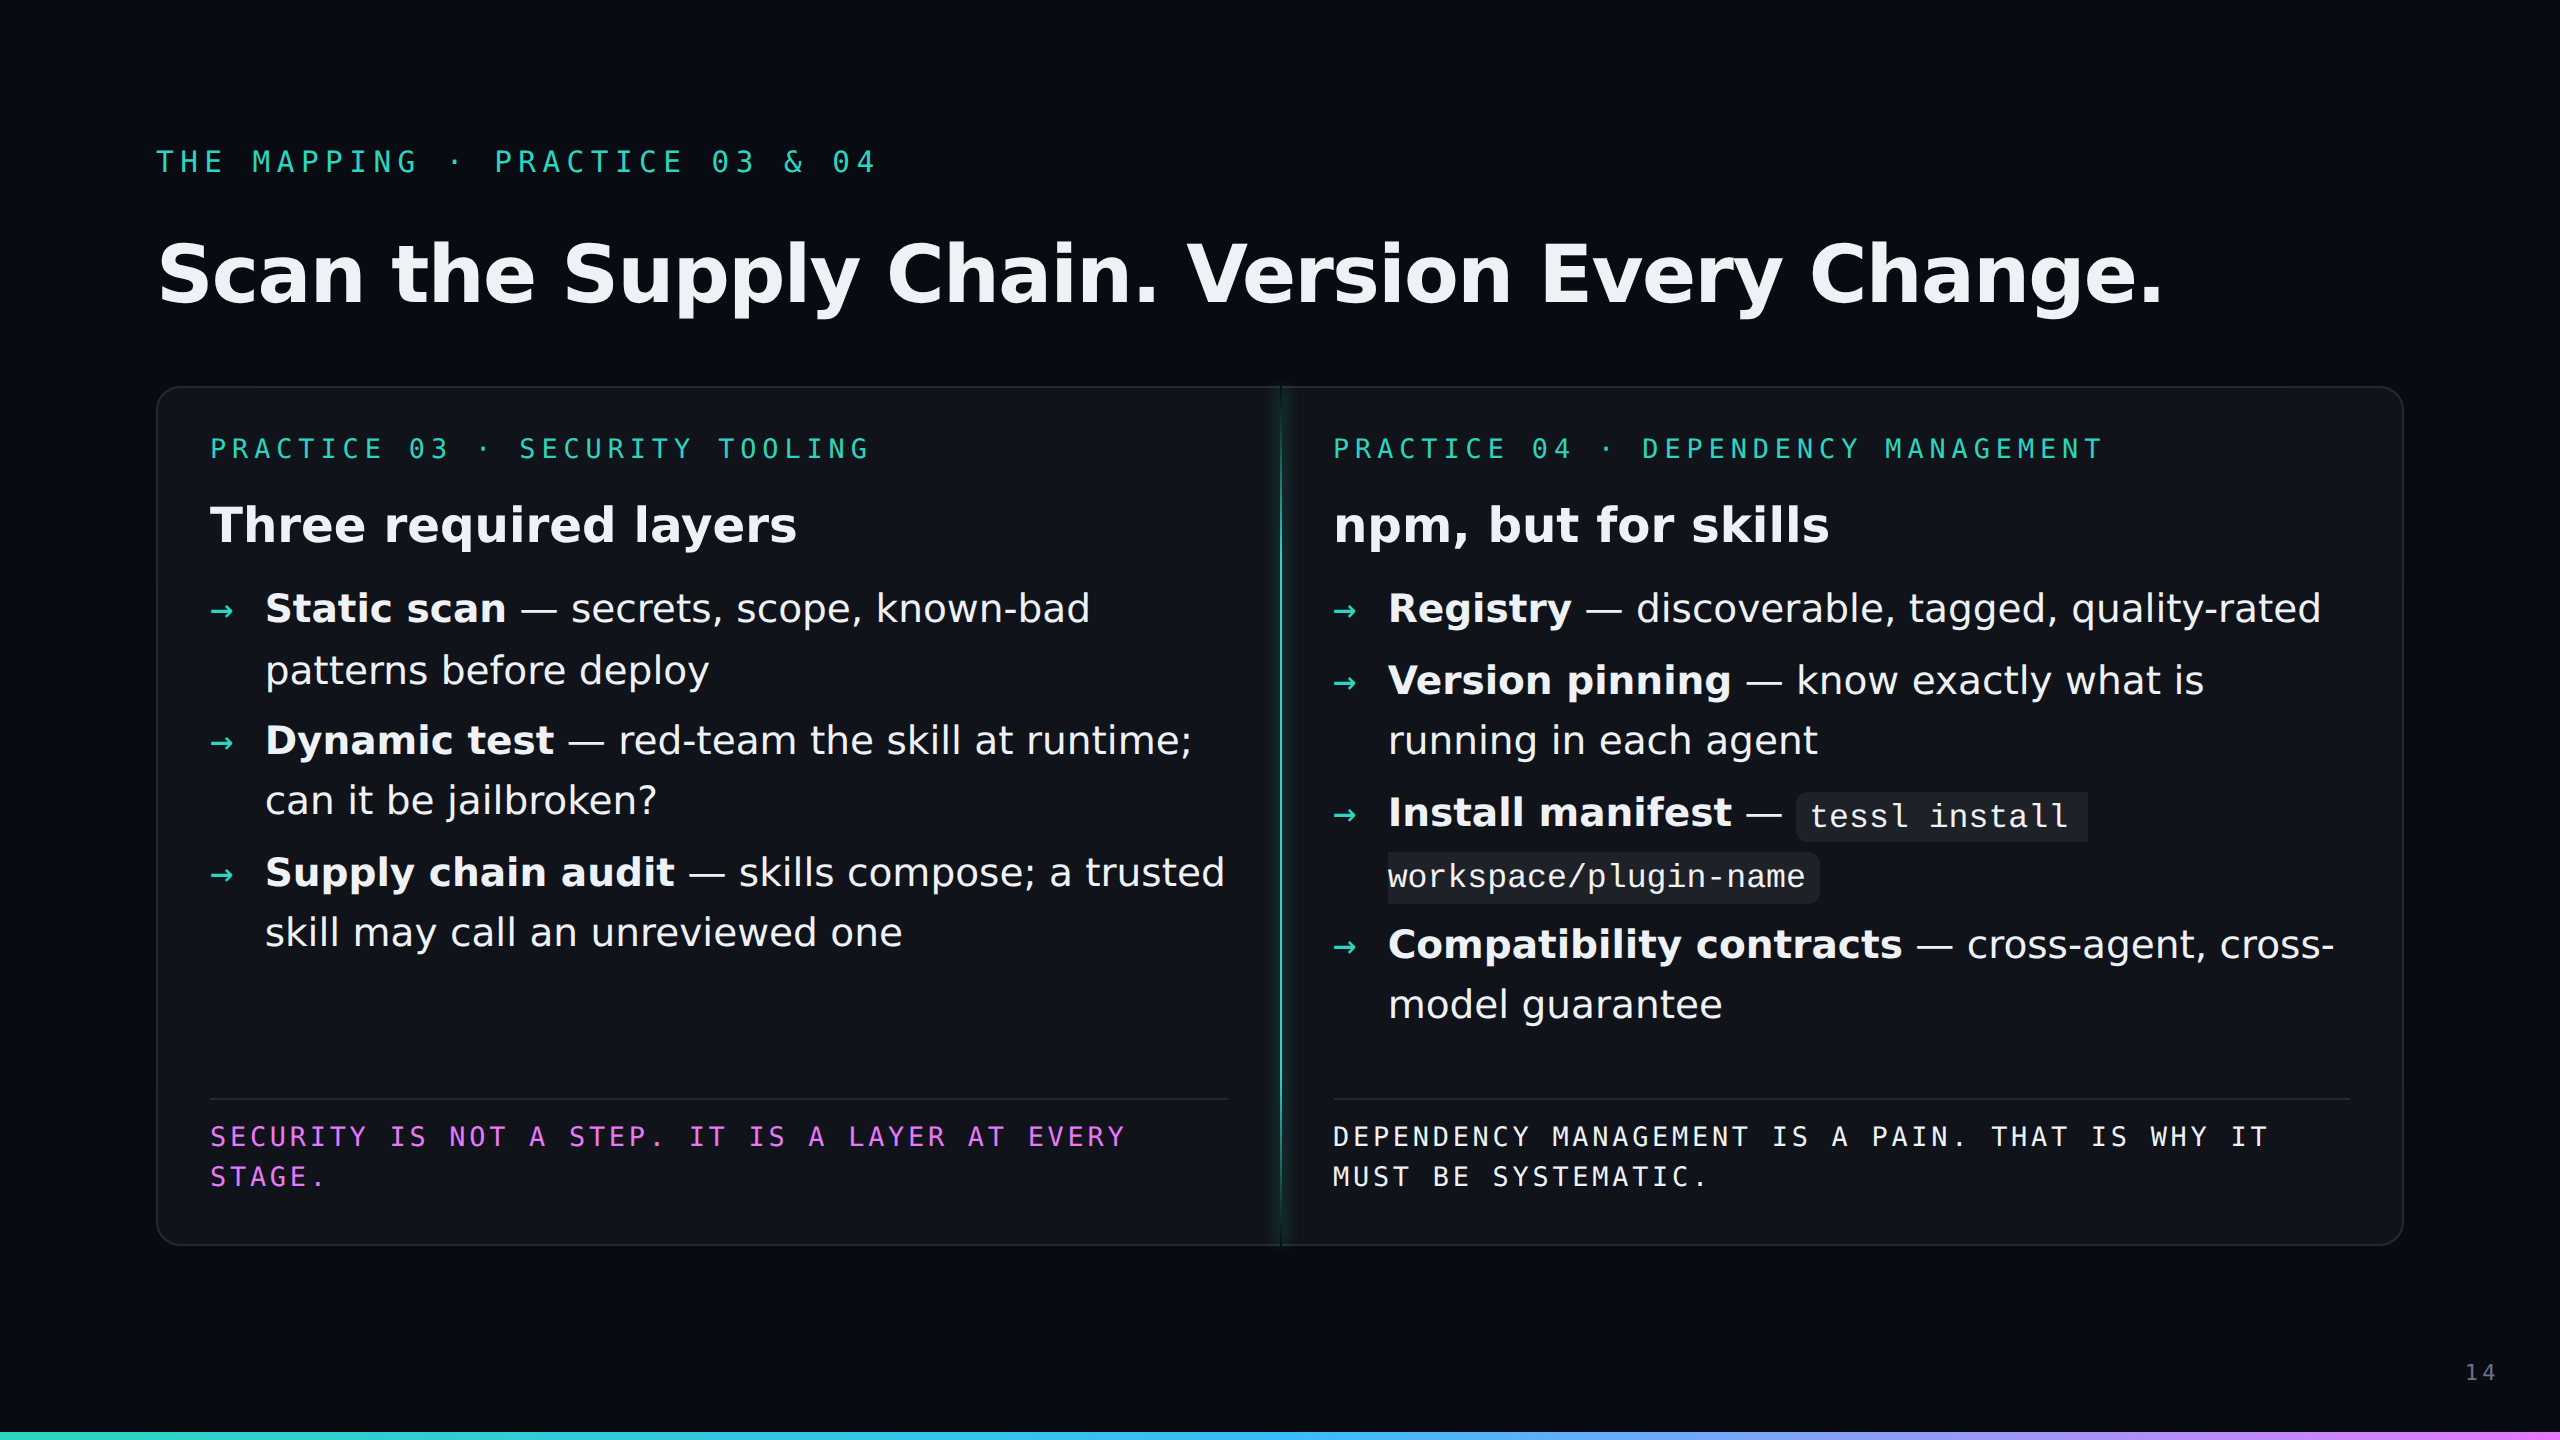 THE MAPPING · PRACTICE 03 & 04
Scan the Supply Chain. Version Every Change.
PRACTICE 03 · SECURITY TOOLING
Three required layers
→ Static scan — secrets, scope, known-bad
patterns before deploy
→ Dynamic test — red-team the skill at runtime;
can it be jailbroken?
→ Supply chain audit — skills compose; a trusted
skill may call an unreviewed one
SECURITY IS NOT A STEP. IT IS A LAYER AT EVERY
STAGE.
PRACTICE 04 · DEPENDENCY MANAGEMENT
npm, but for skills
→ Registry — discoverable, tagged, quality-rated
→ Version pinning — know exactly what is
running in each agent
→ Install manifest — tessl install
workspace/plugin-name
→ Compatibility contracts — cross-agent, cross-
model guarantee
DEPENDENCY MANAGEMENT IS A PAIN. THAT IS WHY IT
MUST BE SYSTEMATIC.
14